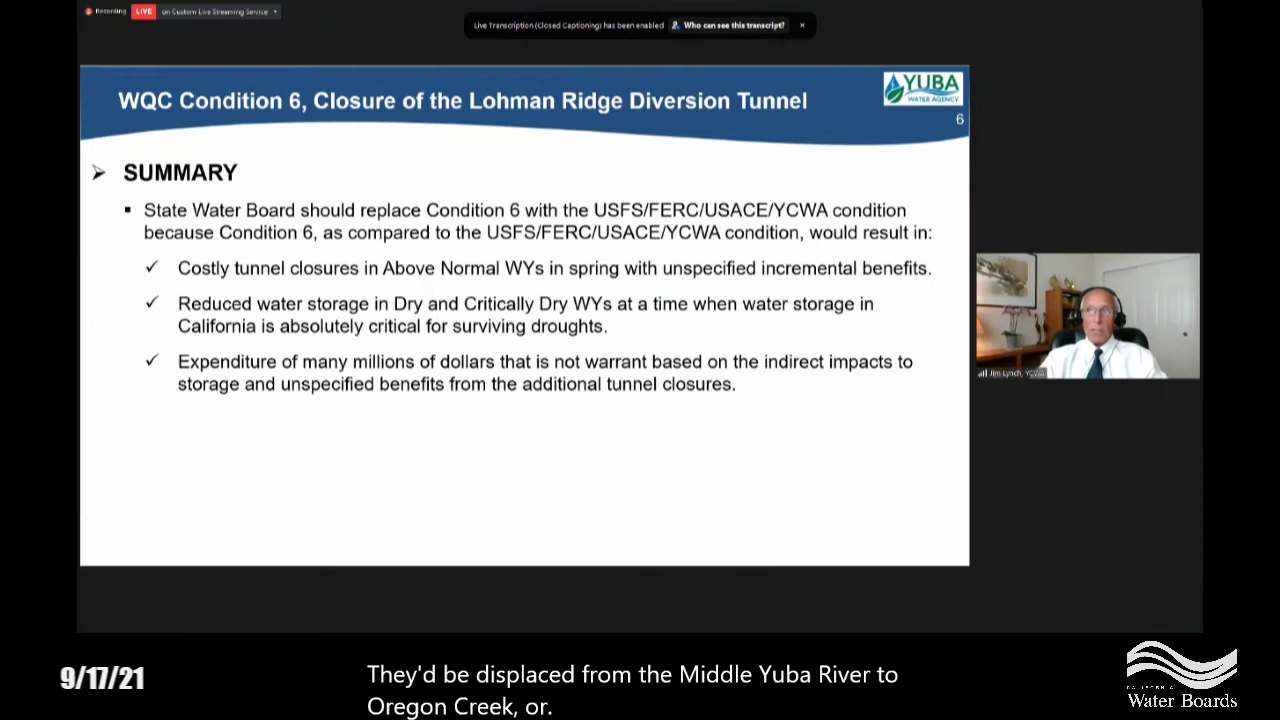 Recording
LIVE
on Custom Live Streaming Service
Live Transcription (Closed Captioning) has been enabled
Who can see this transcript?
WQC Condition 6, Closure of the Lohman Ridge Diversion Tunnel
YUBA
WATER AGENCY
6
SUMMARY
State Water Board should replace Condition 6 with the USFS/FERC/USACE/YCWA condition
because Condition 6, as compared to the USFS/FERC/USACE/YCWA condition, would result in:
Costly tunnel closures in Above Normal WYs in spring with unspecified incremental benefits.
Reduced water storage in Dry and Critically Dry WYs at a time when water storage in
California is absolutely critical for surviving droughts.
Expenditure of many millions of dollars that is not warrant based on the indirect impacts to
storage and unspecified benefits from the additional tunnel closures.
Jim Lynch, YCWA
9/17/21
They'd be displaced from the Middle Yuba River to
Oregon Creek, or.
CALIFORNIA
Water Boards